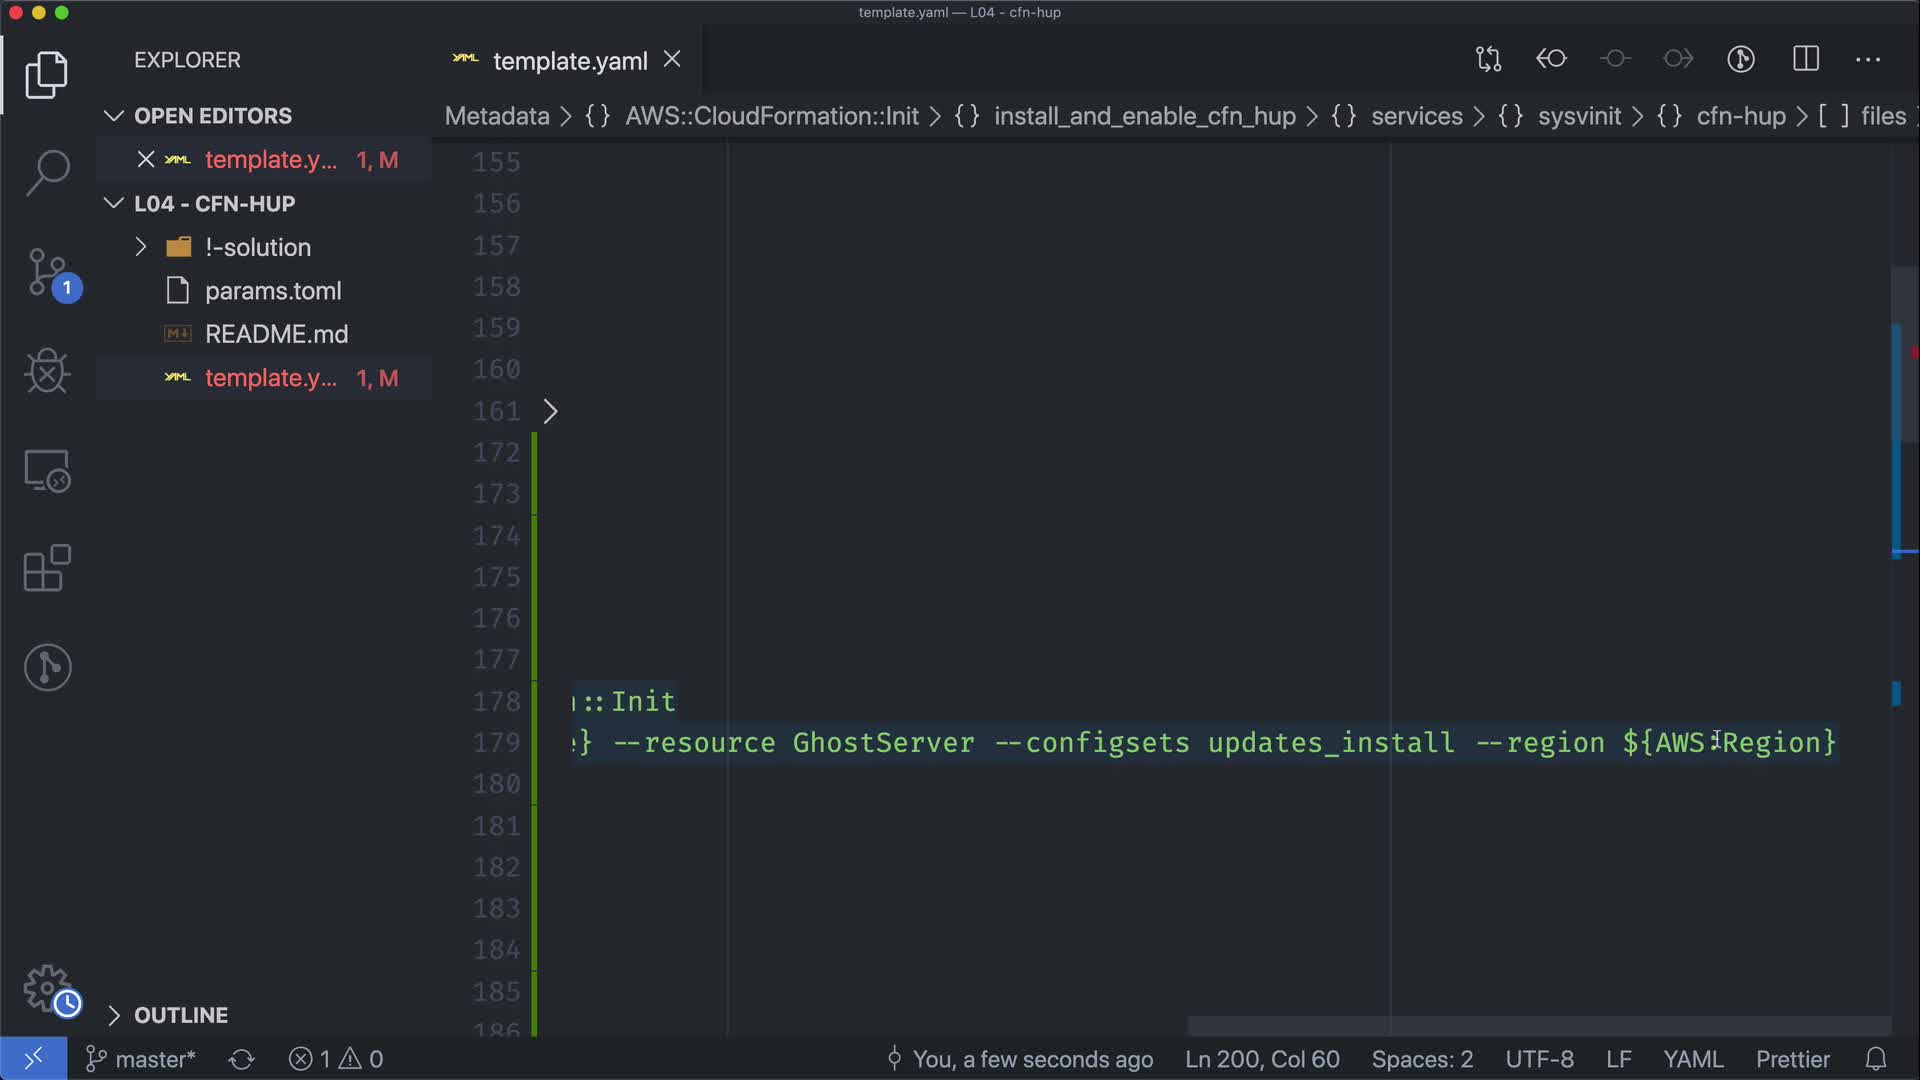 template.yaml — L04 - cfn-hup
EXPLORER
template.yaml
OPEN EDITORS
template.y... 1, M
L04 - CFN-HUP
!-solution
params.toml
README.md
template.y... 1, M
OUTLINE
Metadata > {} AWS::CloudFormation::Init > {} install_and_enable_cfn_hup > {} services > {} sysvinit > {} cfn-hup > [ ] files
155
156
157
158
159
160
161
172
173
174
175
176
177
178 ::Init
179 } --resource GhostServer --configsets updates_install --region ${AWS::Region}
180
181
182
183
184
185
186
1
master* 1 0 You, a few seconds ago Ln 200, Col 60 Spaces: 2 UTF-8 LF YAML Prettier